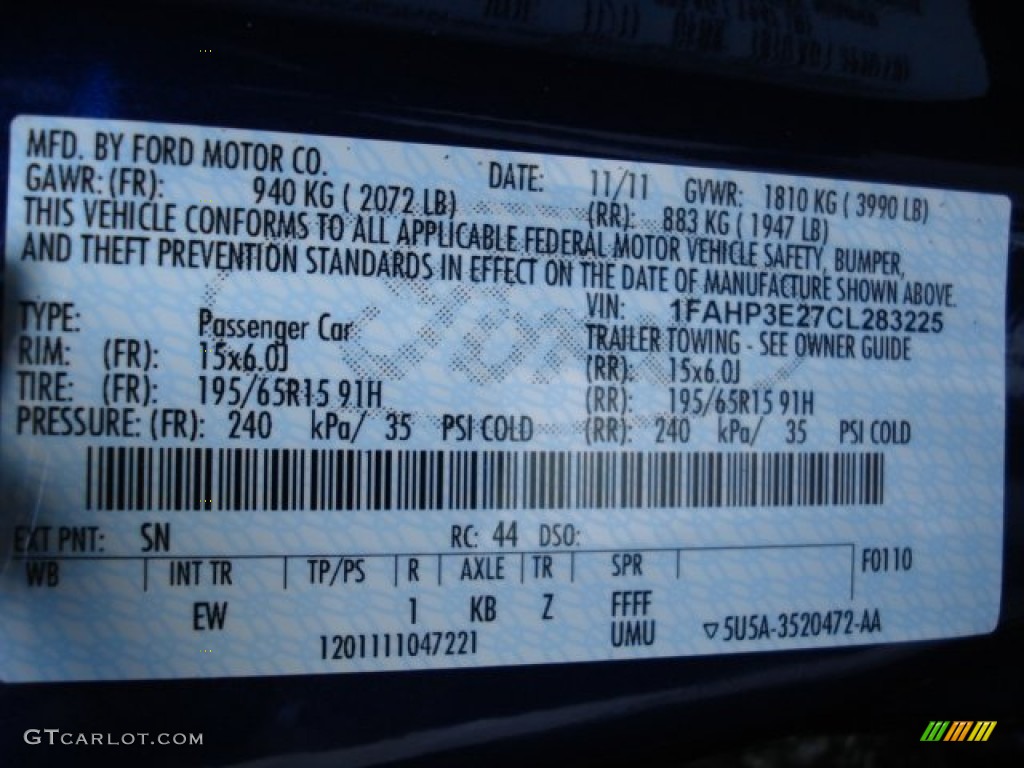 MFD. BY FORD MOTOR CO. DATE: 11/11 GVWR: 1810 KG ( 3990 LB)
GAWR: (FR): 940 KG ( 2072 LB) (RR): 883 KG ( 1947 LB)
THIS VEHICLE CONFORMS TO ALL APPLICABLE FEDERAL MOTOR VEHICLE SAFETY, BUMPER,
AND THEFT PREVENTION STANDARDS IN EFFECT ON THE DATE OF MANUFACTURE SHOWN ABOVE.
VIN: 1FAHP3E27CL283225
TYPE: Passenger Car TRAILER TOWING - SEE OWNER GUIDE
RIM: (FR): 15x6.0J (RR): 15x6.0J
TIRE: (FR): 195/65R15 91H (RR): 195/65R15 91H
PRESSURE: (FR): 240 kPa/ 35 PSI COLD (RR): 240 kPa/ 35 PSI COLD
EXT PNT: SN RC: 44 DSO:
WB INT TR TP/PS R AXLE TR SPR F0110
EW 1 KB Z FFFF
1201111047221 UMU ▽5U5A-3520472-AA
GTCARLOT.COM